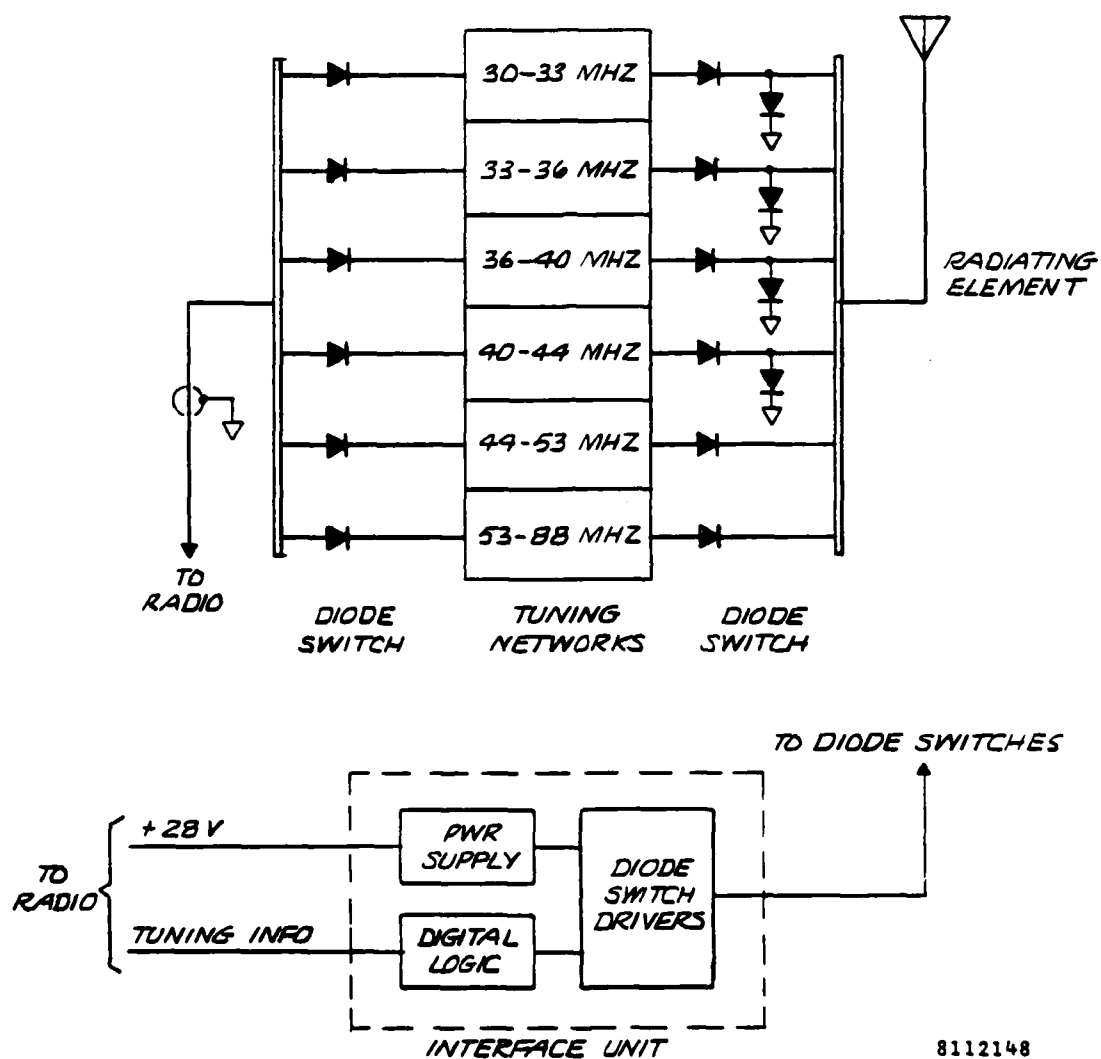 30-33 MHZ
33-36 MHZ
36-40 MHZ
40-44 MHZ
44-53 MHZ
53-88 MHZ
RADIATING
ELEMENT
TO
RADIO
DIODE
SWITCH
TUNING
NETWORKS
DIODE
SWITCH
TO DIODE SWITCHES
TO
RADIO
+28 V
TUNING INFO
PWR
SUPPLY
DIGITAL
LOGIC
DIODE
SWITCH
DRIVERS
INTERFACE UNIT
8112148